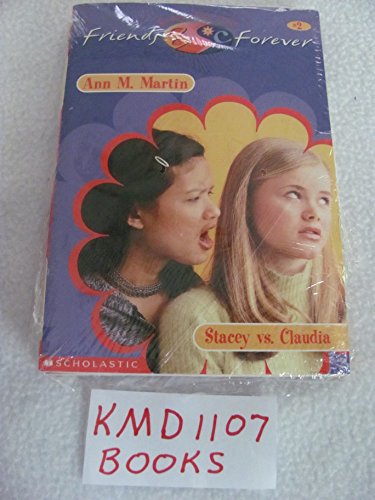 Friends Forever
#2
Ann M. Martin
Stacey vs. Claudia
SCHOLASTIC
KMD1107
BOOKS